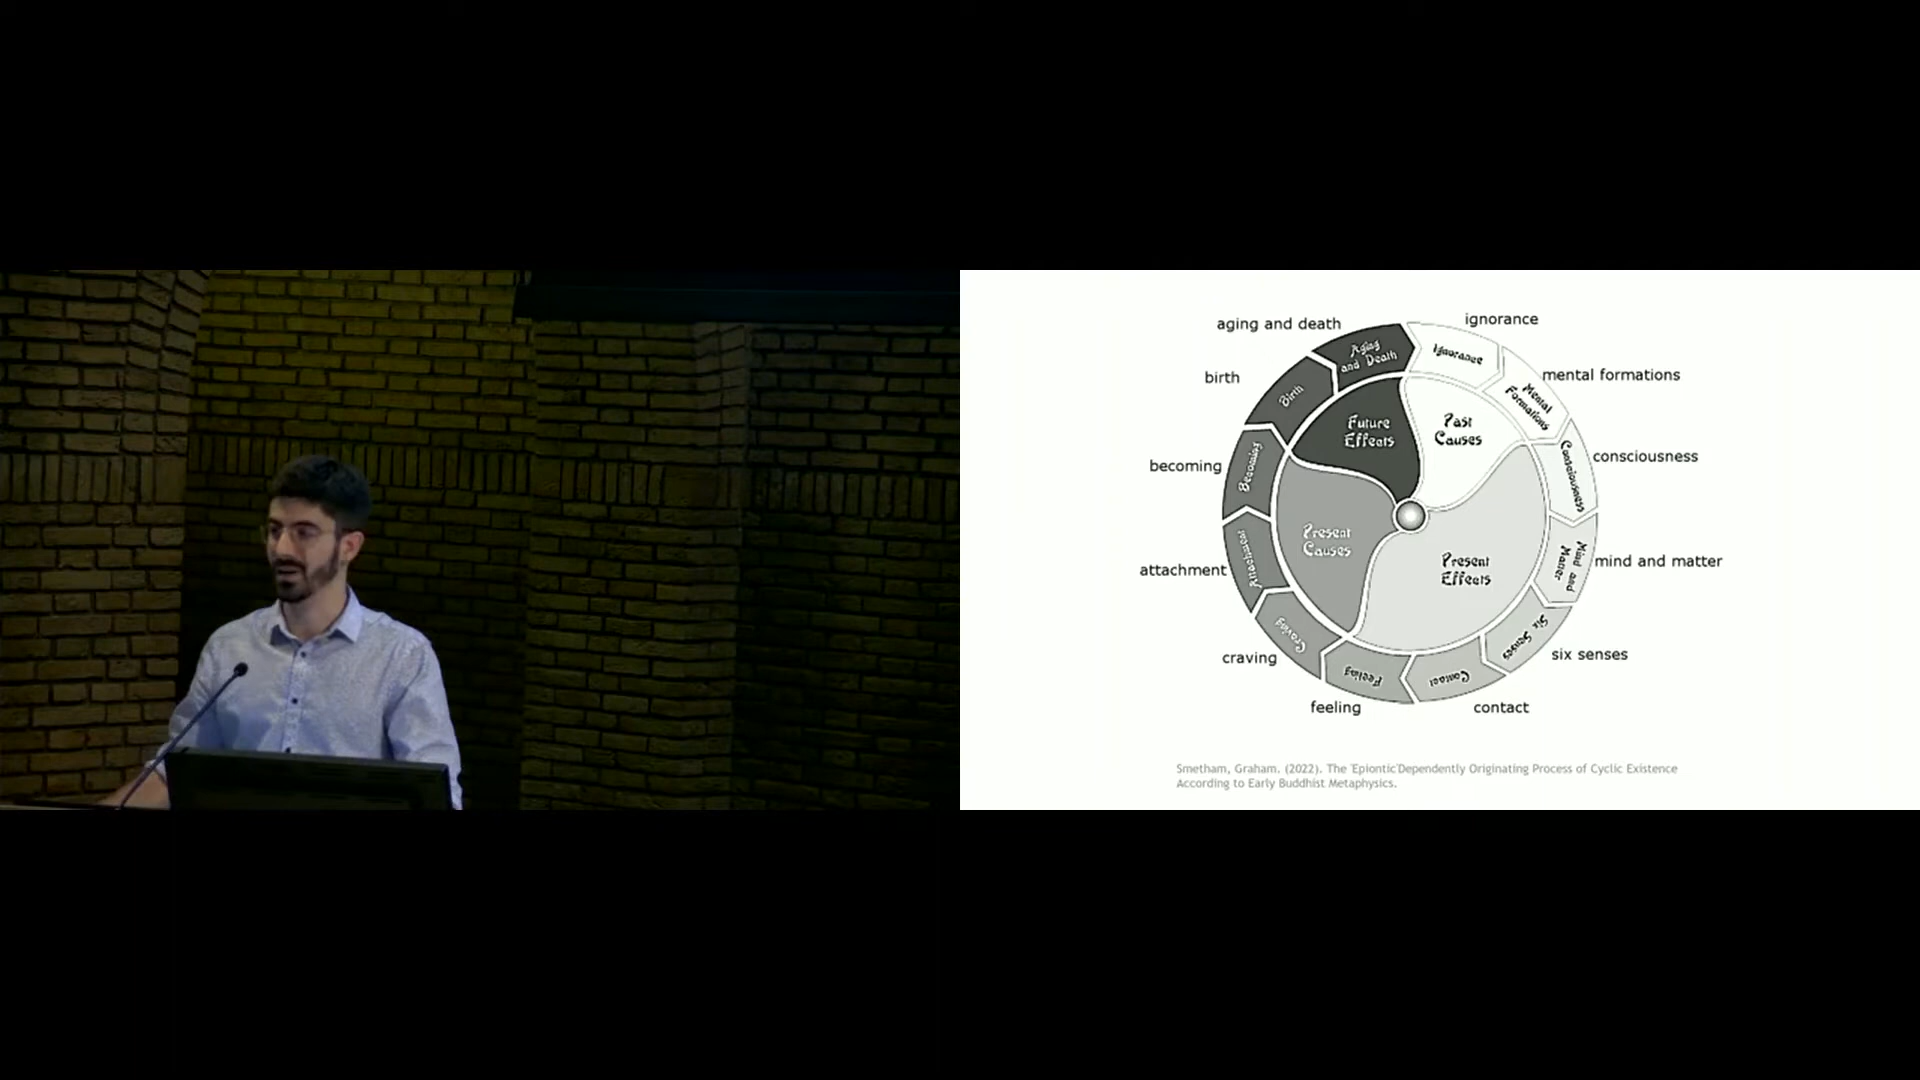 aging and death
ignorance
birth
mental formations
becoming
consciousness
attachment
mind and matter
craving
six senses
feeling
contact
Aging
and Death
Ignorance
Mental
Formations
Consciousness
Mind and
Matter
Six Senses
Contact
Feeling
Craving
Attachment
Becoming
Birth
Future
Effects
Past
Causes
Present
Causes
Present
Effects
Smetham, Graham. (2022). The 'Epiontic'Dependently Originating Process of Cyclic Existence
According to Early Buddhist Metaphysics.